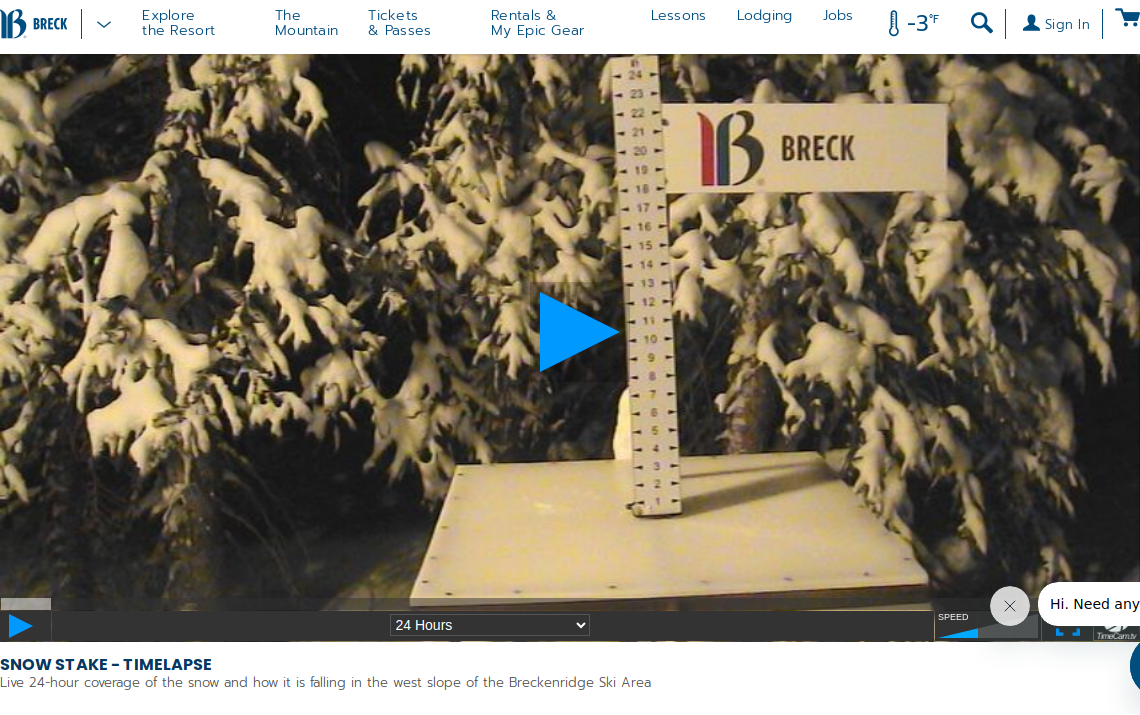 BRECK
Explore
the Resort
The
Mountain
Tickets
& Passes
Rentals &
My Epic Gear
Lessons
Lodging
Jobs
-3°F
Sign In
24
23
22
21
20
19
18
17
16
15
14
13
12
11
10
9
8
7
6
5
4
3
2
1
B BRECK
24 Hours
SPEED
Hi. Need any
TimeCam.tv
SNOW STAKE - TIMELAPSE
Live 24-hour coverage of the snow and how it is falling in the west slope of the Breckenridge Ski Area